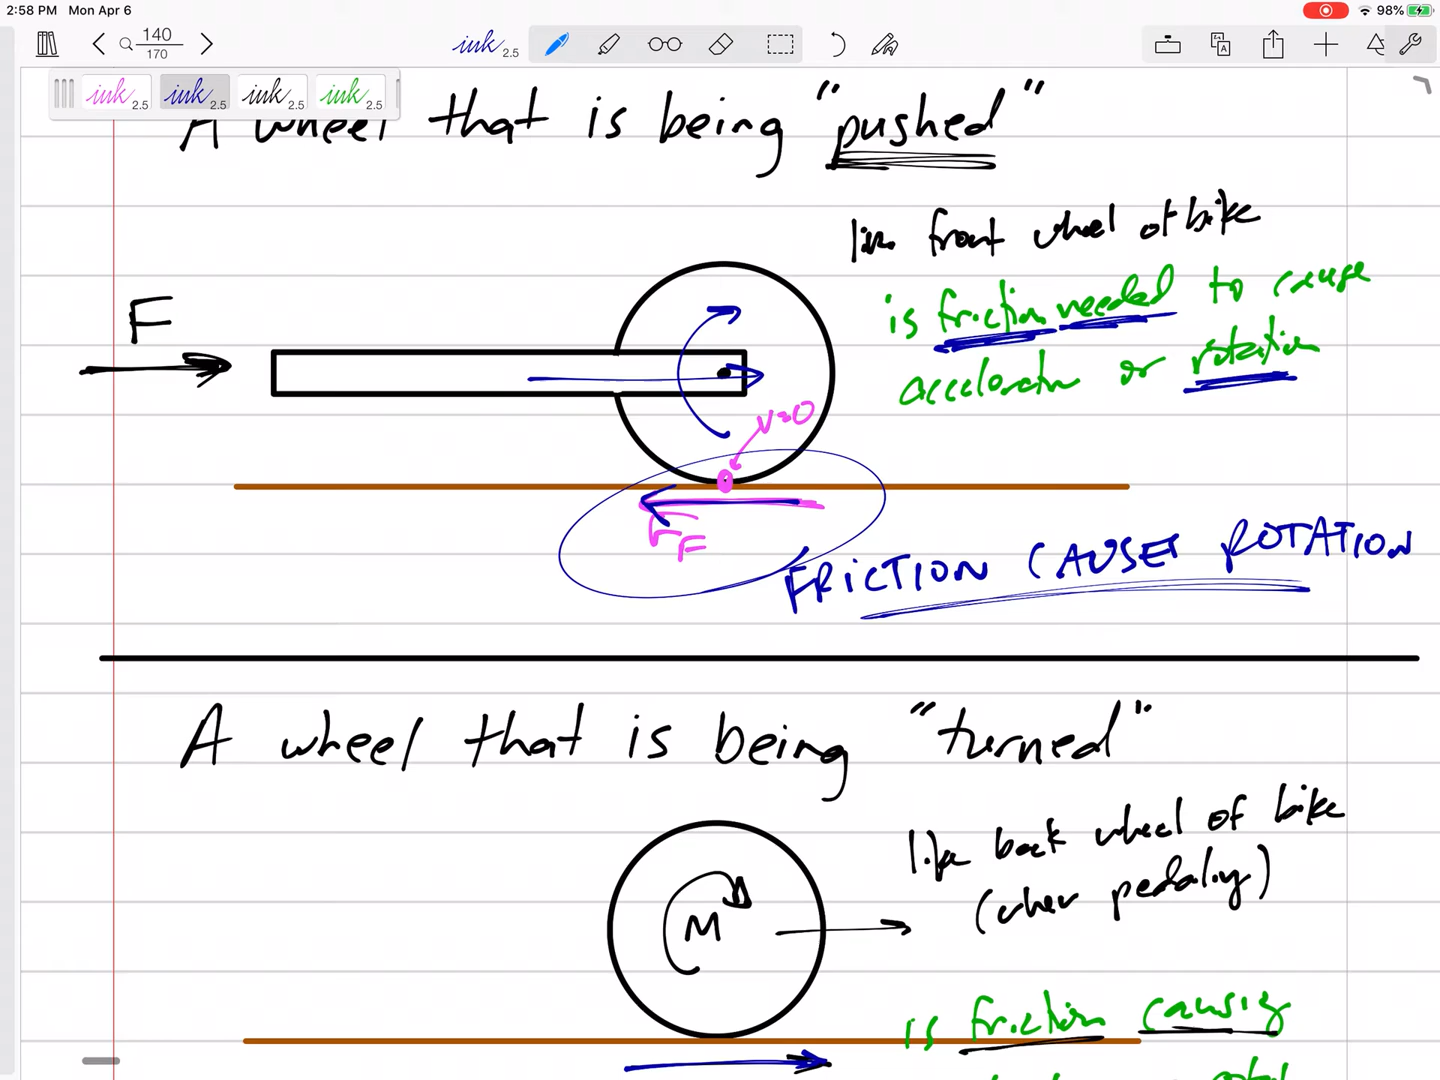 2:58 PM Mon Apr 6
98%
140
170
ink 2.5
ink 2.5
ink 2.5
ink 2.5
ink 2.5
A wheel that is being "pushed"
like front wheel of bike
is friction needed to cause
acceleration or rotation
F
V=0
FF
FRICTION CAUSES ROTATION
A wheel that is being "turned"
like back wheel of bike
(when pedaling)
M
is friction causing